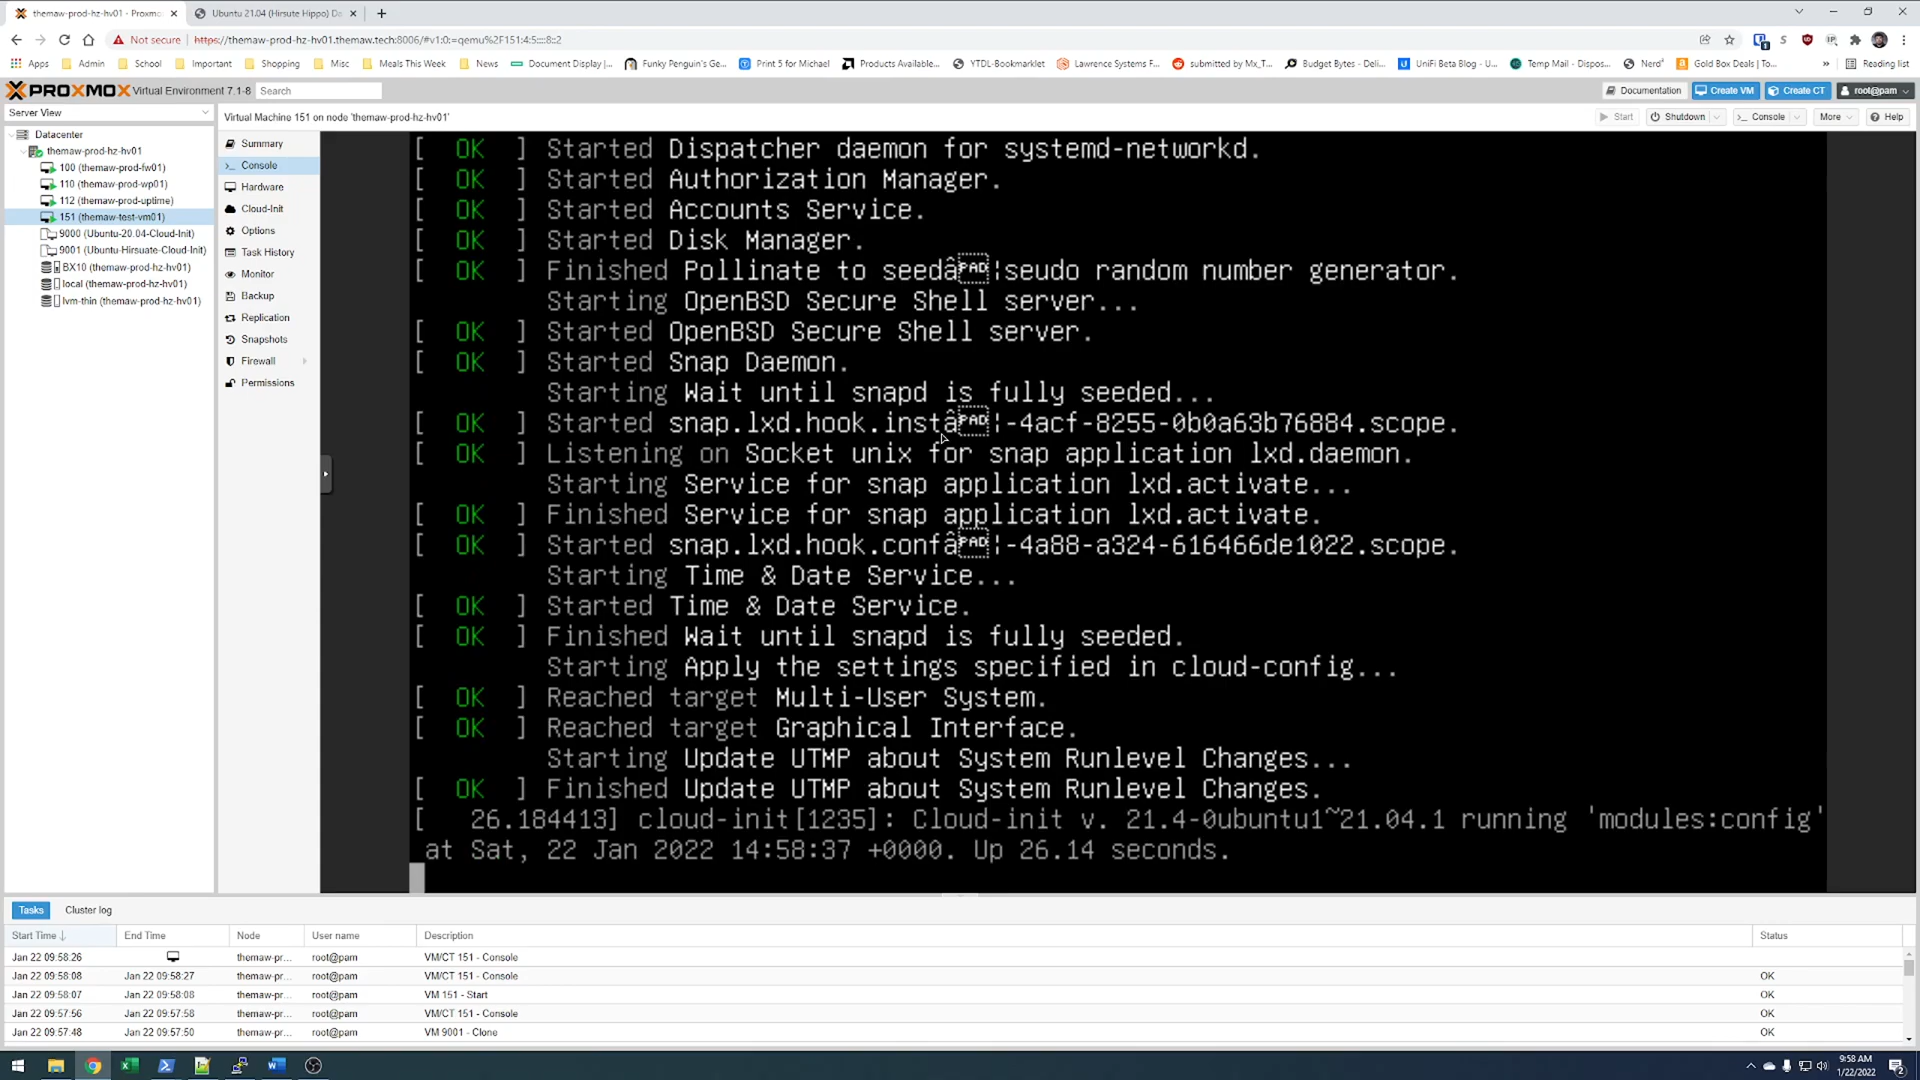 themaw-prod-hz-hv01 - Proxmo
Ubuntu 21.04 (Hirsute Hippo) Da
Not secure
https://themaw-prod-hz-hv01.themaw.tech:8006/#v1:0:=qemu%2F151:4:5::::8::2
Apps
Admin
School
Important
Shopping
Misc
Meals This Week
News
Document Display |...
Funky Penguin's Ge...
Print 5 for Michael
Products Available...
YTDL-Bookmarklet
Lawrence Systems F...
submitted by Mx_T...
Budget Bytes - Deli...
UniFi Beta Blog - U...
Temp Mail - Dispos...
Nerd³
Gold Box Deals | To...
Reading list
PROXMOX Virtual Environment 7.1-8
Search
Documentation
Create VM
Create CT
root@pam
Server View
Virtual Machine 151 on node 'themaw-prod-hz-hv01'
Start
Shutdown
Console
More
Help
Datacenter
themaw-prod-hz-hv01
100 (themaw-prod-fw01)
110 (themaw-prod-wp01)
112 (themaw-prod-uptime)
151 (themaw-test-vm01)
9000 (Ubuntu-20.04-Cloud-Init)
9001 (Ubuntu-Hirsuate-Cloud-Init)
BX10 (themaw-prod-hz-hv01)
local (themaw-prod-hz-hv01)
lvm-thin (themaw-prod-hz-hv01)
Summary
Console
Hardware
Cloud-Init
Options
Task History
Monitor
Backup
Replication
Snapshots
Firewall
Permissions
[ OK ] Started Dispatcher daemon for systemd-networkd.
[ OK ] Started Authorization Manager.
[ OK ] Started Accounts Service.
[ OK ] Started Disk Manager.
[ OK ] Finished Pollinate to seedâPAD¦seudo random number generator.
Starting OpenBSD Secure Shell server...
[ OK ] Started OpenBSD Secure Shell server.
[ OK ] Started Snap Daemon.
Starting Wait until snapd is fully seeded...
[ OK ] Started snap.lxd.hook.instâPAD¦-4acf-8255-0b0a63b76884.scope.
[ OK ] Listening on Socket unix for snap application lxd.daemon.
Starting Service for snap application lxd.activate...
[ OK ] Finished Service for snap application lxd.activate.
[ OK ] Started snap.lxd.hook.confâPAD¦-4a88-a324-616466de1022.scope.
Starting Time & Date Service...
[ OK ] Started Time & Date Service.
[ OK ] Finished Wait until snapd is fully seeded.
Starting Apply the settings specified in cloud-config...
[ OK ] Reached target Multi-User System.
[ OK ] Reached target Graphical Interface.
Starting Update UTMP about System Runlevel Changes...
[ OK ] Finished Update UTMP about System Runlevel Changes.
[ 26.184413] cloud-init[1235]: Cloud-init v. 21.4-0ubuntu1~21.04.1 running 'modules:config'
at Sat, 22 Jan 2022 14:58:37 +0000. Up 26.14 seconds.
Tasks
Cluster log
Start Time
End Time
Node
User name
Description
Status
Jan 22 09:58:26 themaw-pr... root@pam VM/CT 151 - Console
Jan 22 09:58:08 Jan 22 09:58:27 themaw-pr... root@pam VM/CT 151 - Console OK
Jan 22 09:58:07 Jan 22 09:58:08 themaw-pr... root@pam VM 151 - Start OK
Jan 22 09:57:56 Jan 22 09:57:58 themaw-pr... root@pam VM/CT 151 - Console OK
Jan 22 09:57:48 Jan 22 09:57:50 themaw-pr... root@pam VM 9001 - Clone OK
9:58 AM
1/22/2022